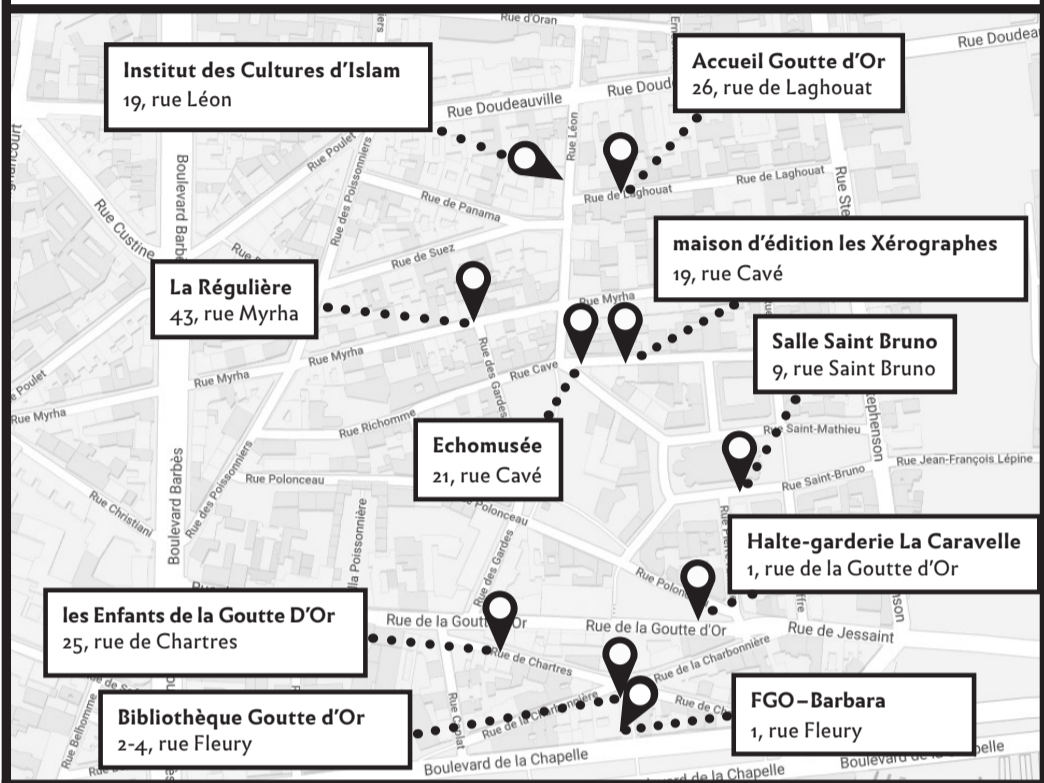 Rue d'Oran
Rue Doudeauville
Institut des Cultures d'Islam
19, rue Léon
Accueil Goutte d'Or
26, rue de Laghouat
Rue Doudeauville
Rue Léon
Rue Poulet
Rue des Poissonniers
Boulevard Barbès
Rue de Laghouat
Rue de Laghouat
Rue de Panama
Rue Custine
Rue de Suez
maison d'édition les Xérographes
19, rue Cavé
La Régulière
43, rue Myrha
Rue Myrha
Salle Saint Bruno
9, rue Saint Bruno
Rue Myrha
Rue Myrha
Rue Myrha
Rue Cave
Rue des Gardes
Rue Richomme
Echomusée
21, rue Cavé
Rue Saint-Mathieu
Rue Jean-François Lépine
Rue Saint-Bruno
Boulevard Barbès
Rue des Poissonniers
Rue Polonceau
Polonceau
Rue Christiani
Rue des Gardes
Halte-garderie La Caravelle
1, rue de la Goutte d'Or
les Enfants de la Goutte D'Or
25, rue de Chartres
Rue de la Goutte d'Or
Rue de la Goutte d'Or
Rue de Jessaint
Rue de Chartres
Rue de la Charbonnière
Rue de la Charbonnière
Bibliothèque Goutte d'Or
2-4, rue Fleury
FGO–Barbara
1, rue Fleury
Rue Belhomme
Boulevard de la Chapelle
Boulevard de la Chapelle